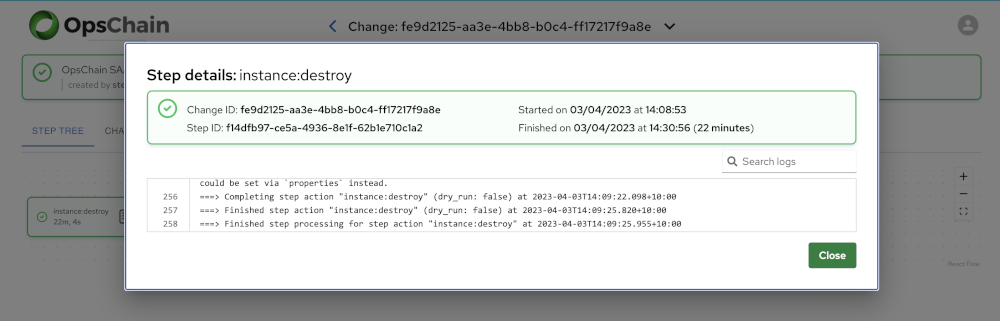 OpsChain
Change: fe9d2125-aa3e-4bb8-b0c4-ff17217f9a8e
OpsChain SA
created by ste
STEP TREE
CHA
instance:destroy
22m, 4s
Step details: instance:destroy
Change ID: fe9d2125-aa3e-4bb8-b0c4-ff17217f9a8e
Started on 03/04/2023 at 14:08:53
Step ID: f14dfb97-ce5a-4936-8e1f-62b1e710c1a2
Finished on 03/04/2023 at 14:30:56 (22 minutes)
Search logs
could be set via `properties` instead.
256 ===> Completing step action "instance:destroy" (dry_run: false) at 2023-04-03T14:09:22.098+10:00
257 ===> Finished step action "instance:destroy" (dry_run: false) at 2023-04-03T14:09:25.820+10:00
258 ===> Finished step processing for step action "instance:destroy" at 2023-04-03T14:09:25.955+10:00
Close
React Flow